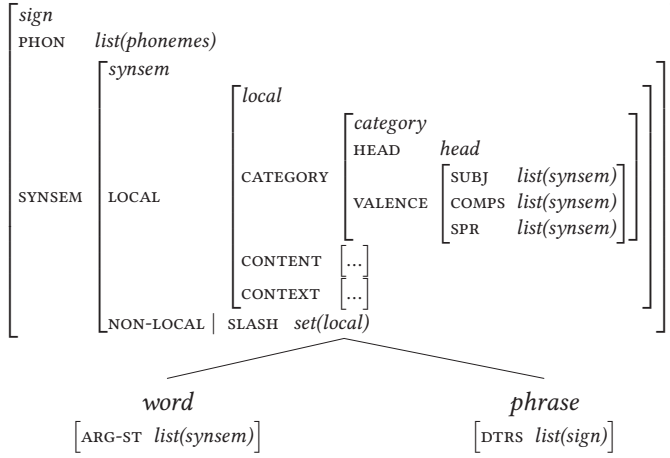 sign
PHON list(phonemes)
synsem
local
category
HEAD head
CATEGORY
SUBJ list(synsem)
SYNSEM LOCAL VALENCE COMPS list(synsem)
SPR list(synsem)
CONTENT [...]
CONTEXT [...]
NON-LOCAL | SLASH set(local)
word phrase
[ARG-ST list(synsem)] [DTRS list(sign)]